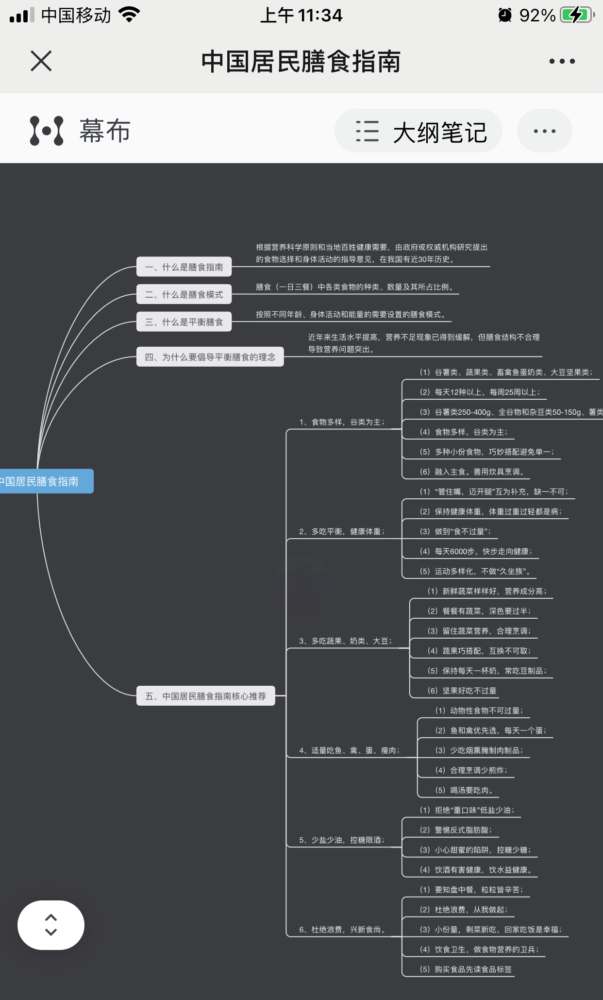 中国移动
上午 11:34
92%
中国居民膳食指南
幕布
大纲笔记
中国居民膳食指南
一、什么是膳食指南
根据营养科学原则和当地百姓健康需要，由政府或权威机构研究提出
的食物选择和身体活动的指导意见，在我国有近30年历史。
二、什么是膳食模式
膳食（一日三餐）中各类食物的种类、数量及其所占比例。
三、什么是平衡膳食
按照不同年龄、身体活动和能量的需要设置的膳食模式。
四、为什么要倡导平衡膳食的理念
近年来生活水平提高，营养不足现象已得到缓解，但膳食结构不合理
导致营养问题突出。
五、中国居民膳食指南核心推荐
1、食物多样，谷类为主；
（1）谷薯类、蔬果类、畜禽鱼蛋奶类、大豆坚果类；
（2）每天12种以上，每周25周以上；
（3）谷薯类250-400g、全谷物和杂豆类50-150g、薯类
（4）食物多样，谷类为主；
（5）多种小份食物，巧妙搭配避免单一；
（6）融入主食。善用炊具烹调。
2、多吃平衡，健康体重；
（1）“管住嘴，迈开腿”互为补充，缺一不可；
（2）保持健康体重，体重过重过轻都是病；
（3）做到“食不过量”；
（4）每天6000步，快步走向健康；
（5）运动多样化，不做“久坐族”。
3、多吃蔬果、奶类、大豆；
（1）新鲜蔬菜样样好，营养成分高；
（2）餐餐有蔬菜，深色要过半；
（3）留住蔬菜营养，合理烹调；
（4）蔬果巧搭配，互换不可取；
（5）保持每天一杯奶，常吃豆制品；
（6）坚果好吃不过量
4、适量吃鱼、禽、蛋、瘦肉；
（1）动物性食物不可过量；
（2）鱼和禽优先选，每天一个蛋；
（3）少吃烟熏腌制肉制品；
（4）合理烹调少煎炸；
（5）喝汤要吃肉。
5、少盐少油，控糖限酒；
（1）拒绝“重口味”低盐少油；
（2）警惕反式脂肪酸；
（3）小心甜蜜的陷阱，控糖少糖；
（4）饮酒有害健康，饮水益健康。
6、杜绝浪费，兴新食尚。
（1）要知盘中餐，粒粒皆辛苦；
（2）杜绝浪费，从我做起；
（3）小份量，剩菜新吃，回家吃饭是幸福；
（4）饮食卫生，做食物营养的卫兵；
（5）购买食品先读食品标签